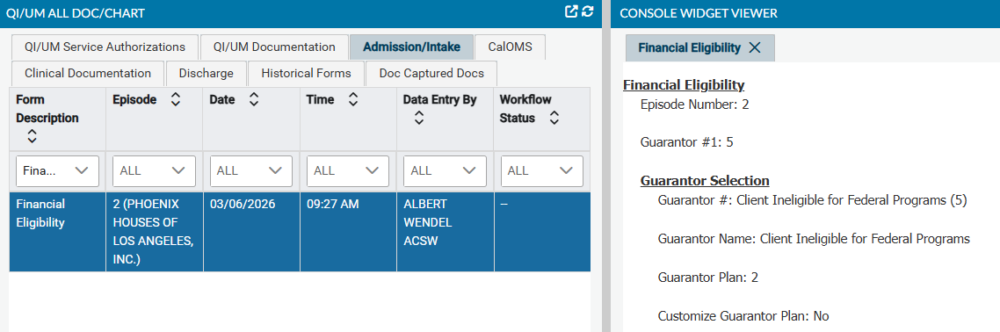 QI/UM ALL DOC/CHART
QI/UM Service Authorizations
QI/UM Documentation
Admission/Intake
CalOMS
Clinical Documentation
Discharge
Historical Forms
Doc Captured Docs
Form Description
Episode
Date
Time
Data Entry By
Workflow Status
Fina...
ALL
ALL
ALL
ALL
ALL
Financial Eligibility
2 (PHOENIX HOUSES OF LOS ANGELES, INC.)
03/06/2026
09:27 AM
ALBERT WENDEL ACSW
--
CONSOLE WIDGET VIEWER
Financial Eligibility
Financial Eligibility
Episode Number: 2
Guarantor #1: 5
Guarantor Selection
Guarantor #: Client Ineligible for Federal Programs (5)
Guarantor Name: Client Ineligible for Federal Programs
Guarantor Plan: 2
Customize Guarantor Plan: No